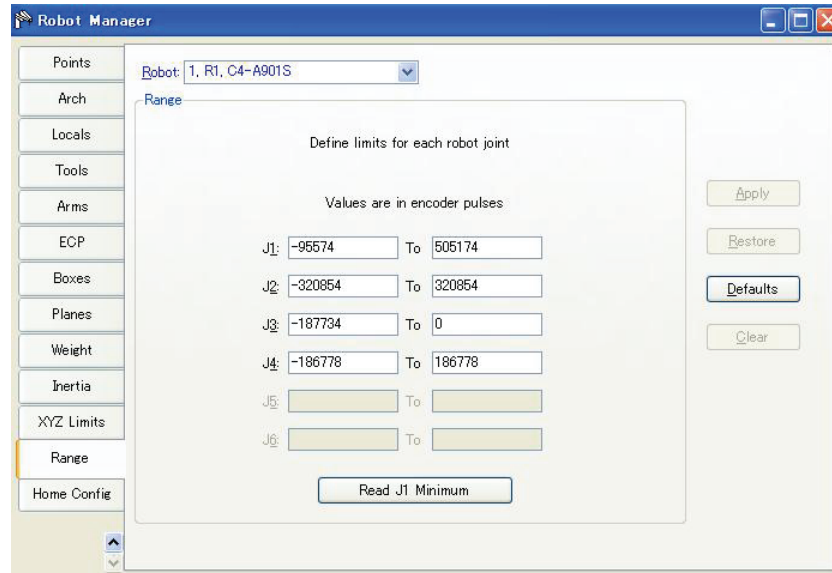 Robot Manager
Points
Arch
Locals
Tools
Arms
ECP
Boxes
Planes
Weight
Inertia
XYZ Limits
Range
Home Config
Robot: 1, R1, C4-A901S
Range
Define limits for each robot joint
Values are in encoder pulses
J1: -95574 To 505174
J2: -320854 To 320854
J3: -187734 To 0
J4: -186778 To 186778
J5: To
J6: To
Read J1 Minimum
Apply
Restore
Defaults
Clear